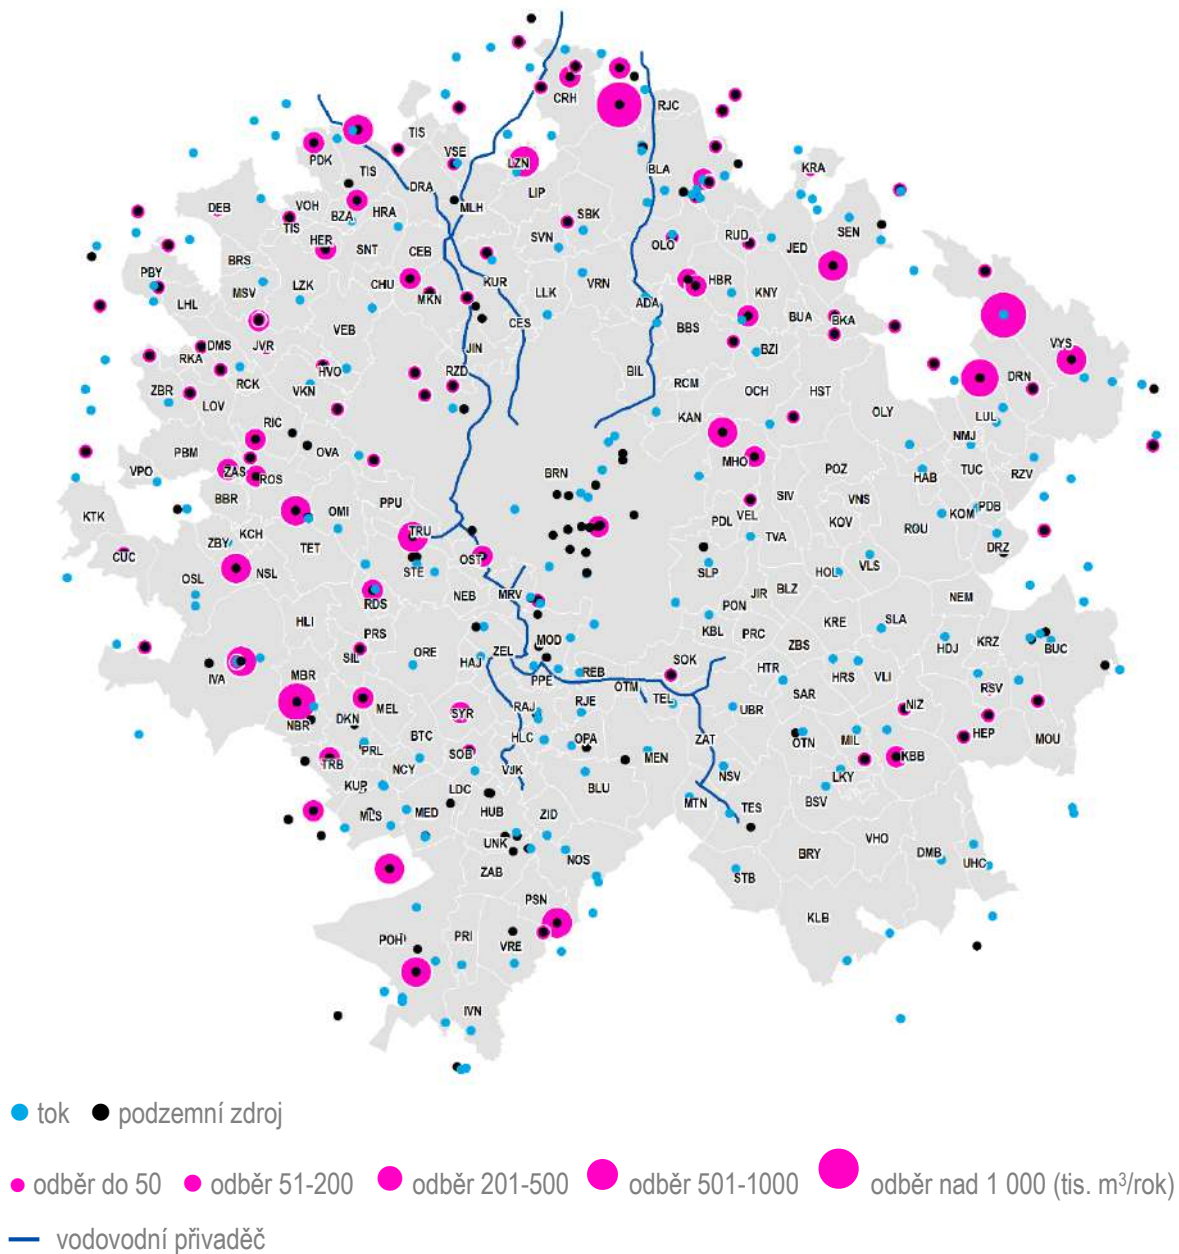 CRH
RJC
TIS
PDK
VSE
LZN
BLA
KRA
TIS
DRA
LIP
MLH
DEB
VOH
BZA
HRA
SBK
SEN
TIS
HER
SNT
CEB
SVN
OLO
RUD
JED
BRS
PBY
MSV
LZK
CHU
MKN
KUR
LLK
VRN
HBR
KNY
LHL
ADA
BUA
BKA
VEB
CES
BBS
DMS
JVR
JIN
BZI
VYS
RKA
RCK
HVO
RZD
BIL
RCM
OCH
HST
DRN
ZBR
LOV
VKN
OLY
LUL
RIC
KAN
NMJ
PBM
OVA
MHO
VPO
ZAS
ROS
BRN
POZ
HAB
TUC
RZV
BBR
PPU
SIV
VNS
KTK
OMI
VEL
PDL
KOV
KOM
PDB
KCH
TRU
TVA
ROU
ZBY
TET
DRZ
CUC
OST
OSL
NSL
STE
SLP
HOL
VLS
RDS
NEB
MRV
JIR
BLZ
NEM
PON
HLI
PRS
KBL
PRC
KRE
SLA
MOD
ORE
ZEL
ZBS
HDJ
KRZ
BUC
SIL
HAJ
SOK
HTR
IVA
MBR
PPE
REB
HRS
VLI
OTM
SAR
RSV
NBR
MEL
RAJ
RJE
TEL
UBR
NIZ
DKN
SYR
BTC
HLC
OPA
ZAT
OTN
MIL
HEP
MOU
PRL
SOB
MEN
KBB
TRB
NCY
VJK
NSV
LKY
KUP
LDC
BLU
BSV
MLS
MED
HUB
MTN
TES
ZID
UNK
VHO
NOS
BRY
DMB
UHC
ZAB
STB
PSN
KLB
POH
PRI
VRE
IVN
tok podzemní zdroj
odběr do 50 odběr 51-200 odběr 201-500 odběr 501-1000 odběr nad 1 000 (tis. m³/rok)
vodovodní přivaděč